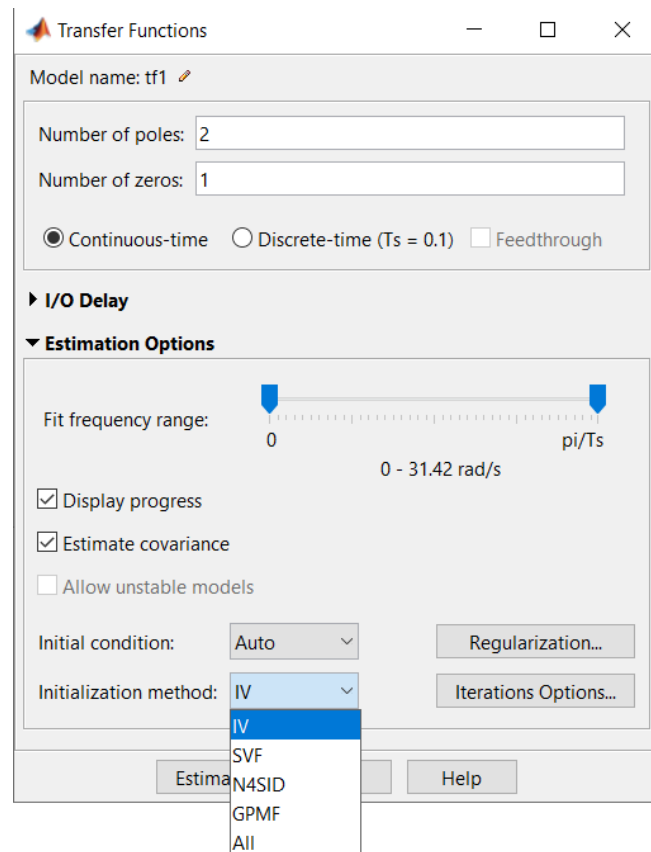 Transfer Functions
Model name: tf1
Number of poles: 2
Number of zeros: 1
Continuous-time Discrete-time (Ts = 0.1) Feedthrough
I/O Delay
Estimation Options
Fit frequency range:
0 pi/Ts
0 - 31.42 rad/s
Display progress
Estimate covariance
Allow unstable models
Initial condition: Auto Regularization...
Initialization method: IV Iterations Options...
IV
SVF
N4SID
GPMF
All
Help